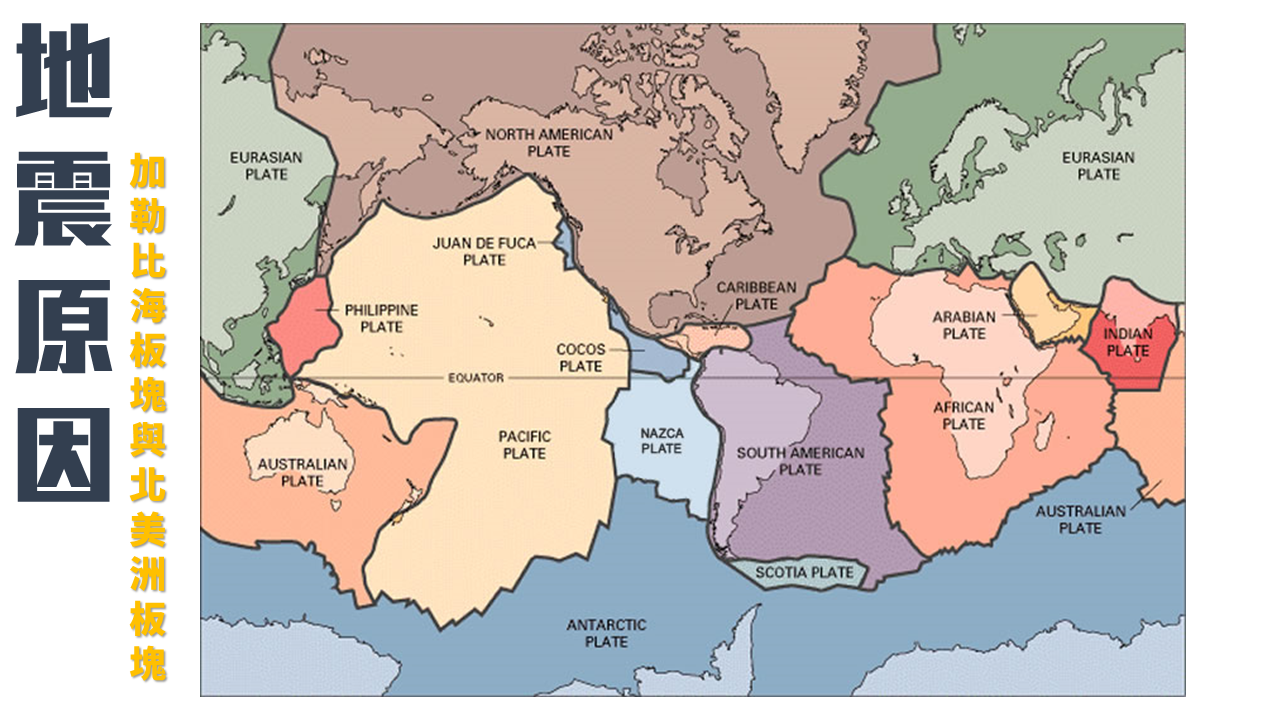 地震原因
加勒比海板塊與北美洲板塊
NORTH AMERICAN
PLATE
EURASIAN
PLATE
EURASIAN
PLATE
JUAN DE FUCA
PLATE
CARIBBEAN
PLATE
PHILIPPINE
PLATE
ARABIAN
PLATE
INDIAN
PLATE
COCOS
PLATE
EQUATOR
AFRICAN
PLATE
PACIFIC
PLATE
NAZCA
PLATE
SOUTH AMERICAN
PLATE
AUSTRALIAN
PLATE
AUSTRALIAN
PLATE
SCOTIA PLATE
ANTARCTIC
PLATE